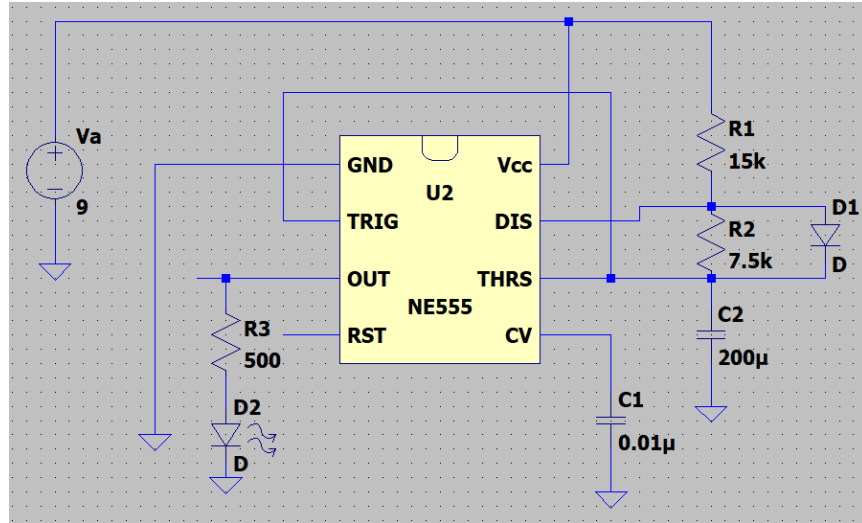 Va
9
GND
Vcc
U2
TRIG
DIS
OUT
THRS
NE555
RST
CV
R1
15k
D1
R2
7.5k
D
C2
200µ
R3
500
D2
D
C1
0.01µ